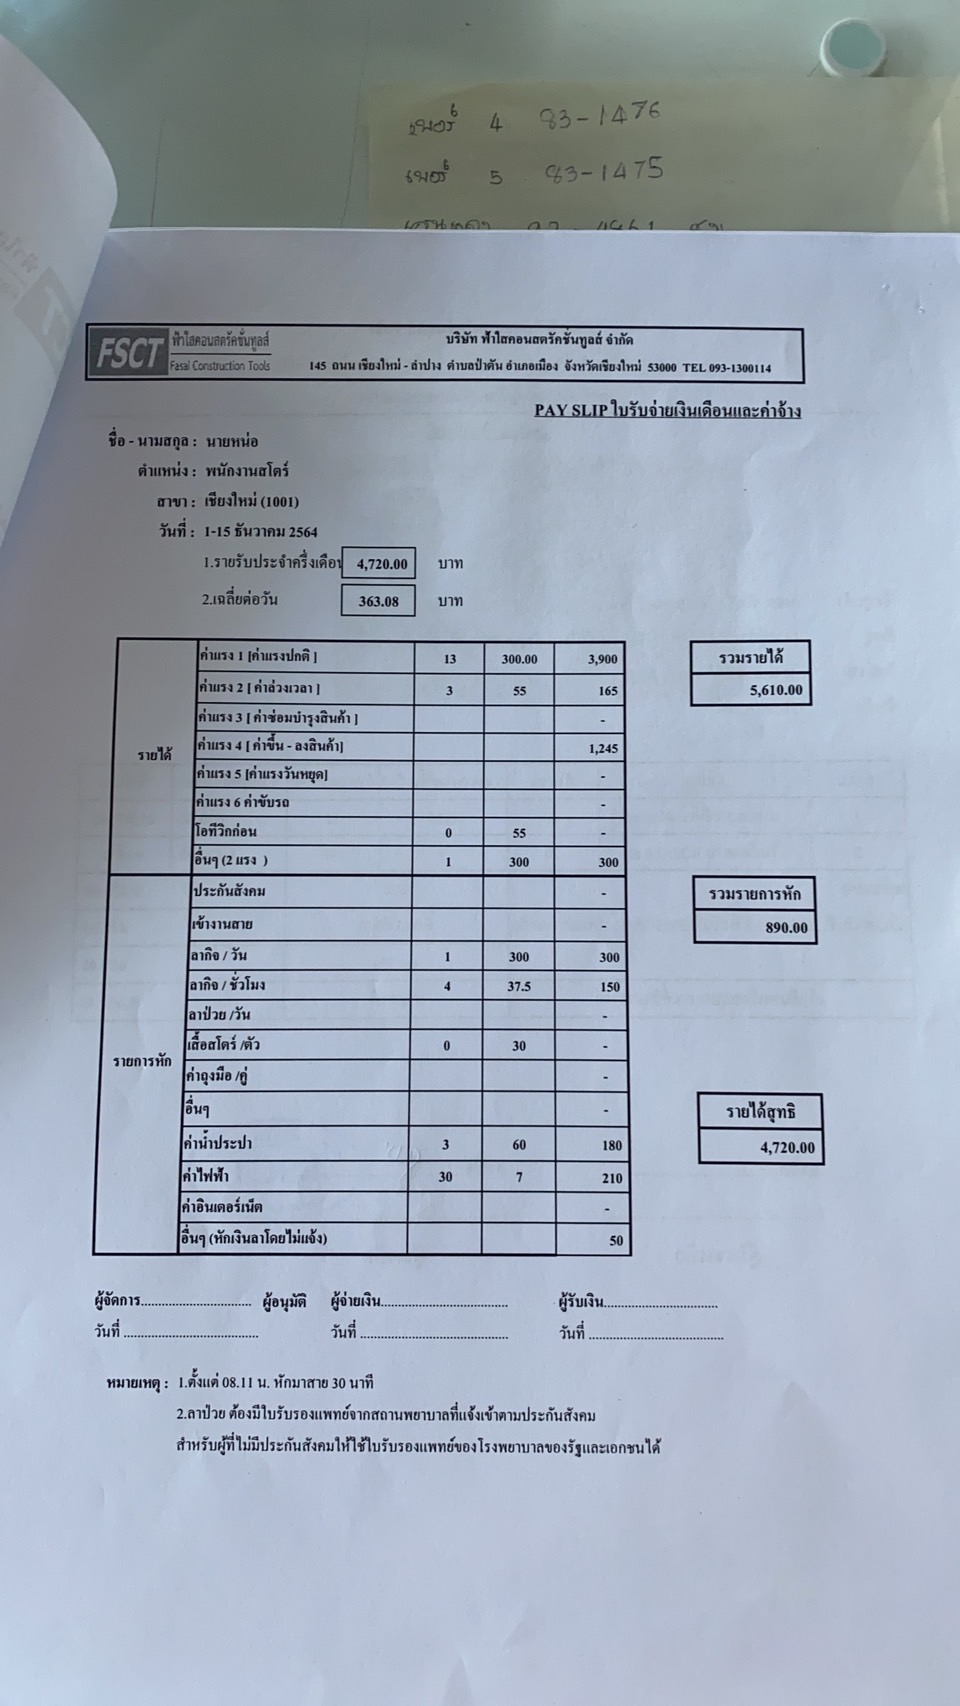 เบอร์ 4 83-1476
เบอร์ 5 83-1475
FSCT ฟ้าใสคอนสตรัคชั่นทูลส์
Fasai Construction Tools
บริษัท ฟ้าใสคอนสตรัคชั่นทูลส์ จำกัด
145 ถนน เชียงใหม่ - ลำปาง ตำบลป่าตัน อำเภอเมือง จังหวัดเชียงใหม่ 53000 TEL 093-1300114
PAY SLIP ใบรับจ่ายเงินเดือนและค่าจ้าง
ชื่อ - นามสกุล : นายหน่อ
ตำแหน่ง : พนักงานสโตร์
สาขา : เชียงใหม่ (1001)
วันที่ : 1-15 ธันวาคม 2564
1.รายรับประจำครึ่งเดือน 4,720.00 บาท
2.เฉลี่ยต่อวัน 363.08 บาท
รายได้
ค่าแรง 1 [ค่าแรงปกติ ] 13 300.00 3,900
ค่าแรง 2 [ ค่าล่วงเวลา ] 3 55 165
ค่าแรง 3 [ ค่าซ่อมบำรุงสินค้า ] -
ค่าแรง 4 [ ค่าขึ้น - ลงสินค้า] 1,245
ค่าแรง 5 [ค่าแรงวันหยุด] -
ค่าแรง 6 ค่าขับรถ -
โอทีวิกก่อน 0 55 -
อื่นๆ (2 แรง ) 1 300 300
รวมรายได้
5,610.00
รายการหัก
ประกันสังคม -
เข้างานสาย -
ลากิจ / วัน 1 300 300
ลากิจ / ชั่วโมง 4 37.5 150
ลาป่วย /วัน -
เสื้อสโตร์ /ตัว 0 30 -
ค่าถุงมือ /คู่ -
อื่นๆ -
ค่าน้ำประปา 3 60 180
ค่าไฟฟ้า 30 7 210
ค่าอินเตอร์เน็ต -
อื่นๆ (หักเงินลาโดยไม่แจ้ง) 50
รวมรายการหัก
890.00
รายได้สุทธิ
4,720.00
ผู้จัดการ................................ ผู้อนุมัติ ผู้จ่ายเงิน..................................... ผู้รับเงิน.................................
วันที่ ....................................... วันที่ ........................................... วันที่ .......................................
หมายเหตุ : 1.ตั้งแต่ 08.11 น. หักมาสาย 30 นาที
2.ลาป่วย ต้องมีใบรับรองแพทย์จากสถานพยาบาลที่แจ้งเข้าตามประกันสังคม
สำหรับผู้ที่ไม่มีประกันสังคมให้ใช้ใบรับรองแพทย์ของโรงพยาบาลของรัฐและเอกชนได้